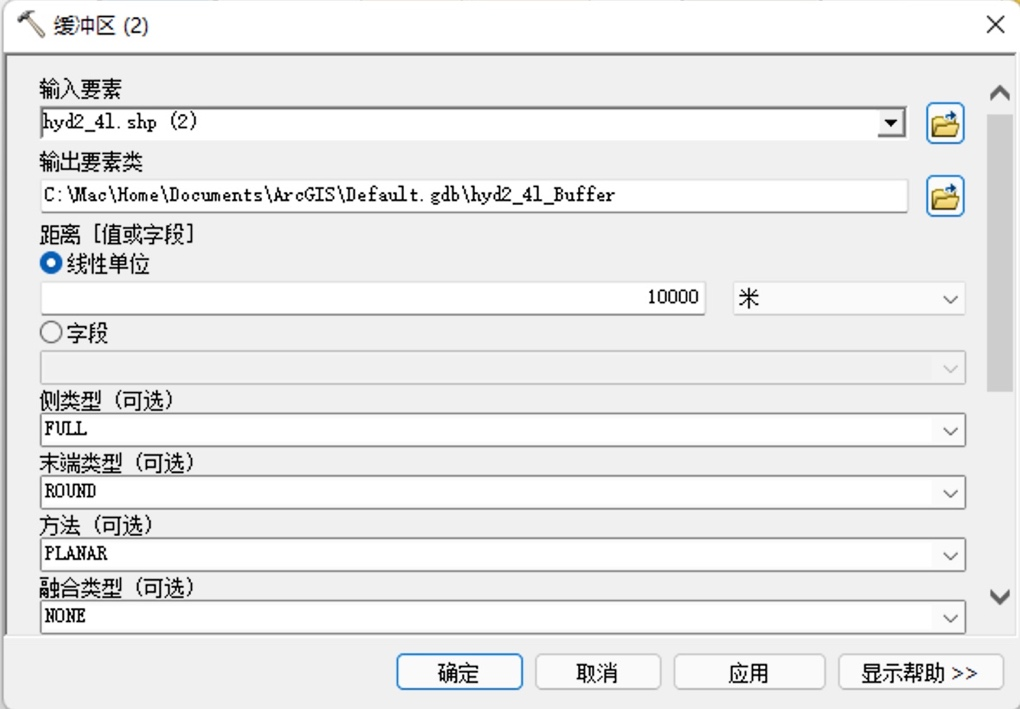 缓冲区 (2)
输入要素
hyd2_4l.shp (2)
输出要素类
C:\Mac\Home\Documents\ArcGIS\Default.gdb\hyd2_4l_Buffer
距离 [值或字段]
线性单位
10000 米
字段
侧类型 (可选)
FULL
末端类型 (可选)
ROUND
方法 (可选)
PLANAR
融合类型 (可选)
NONE
确定 取消 应用 显示帮助 >>